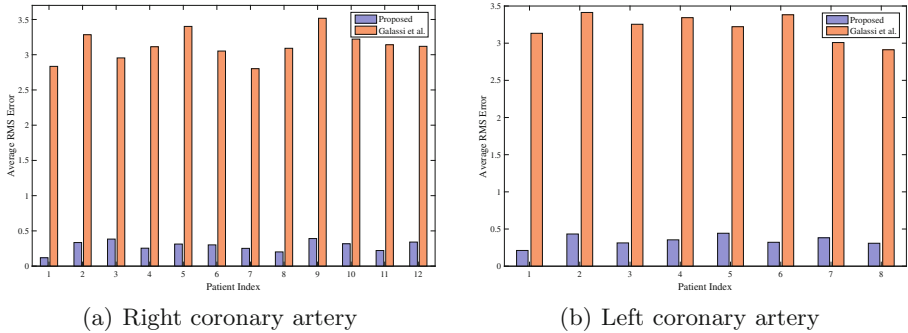 3.5
3
2.5
2
1.5
1
0.5
0
Average RMS Error
Proposed
Galassi et al.
1 2 3 4 5 6 7 8 9 10 11 12
Patient Index
(a) Right coronary artery
3.5
3
2.5
2
1.5
1
0.5
0
Average RMS Error
Proposed
Galassi et al.
1 2 3 4 5 6 7 8
Patient Index
(b) Left coronary artery